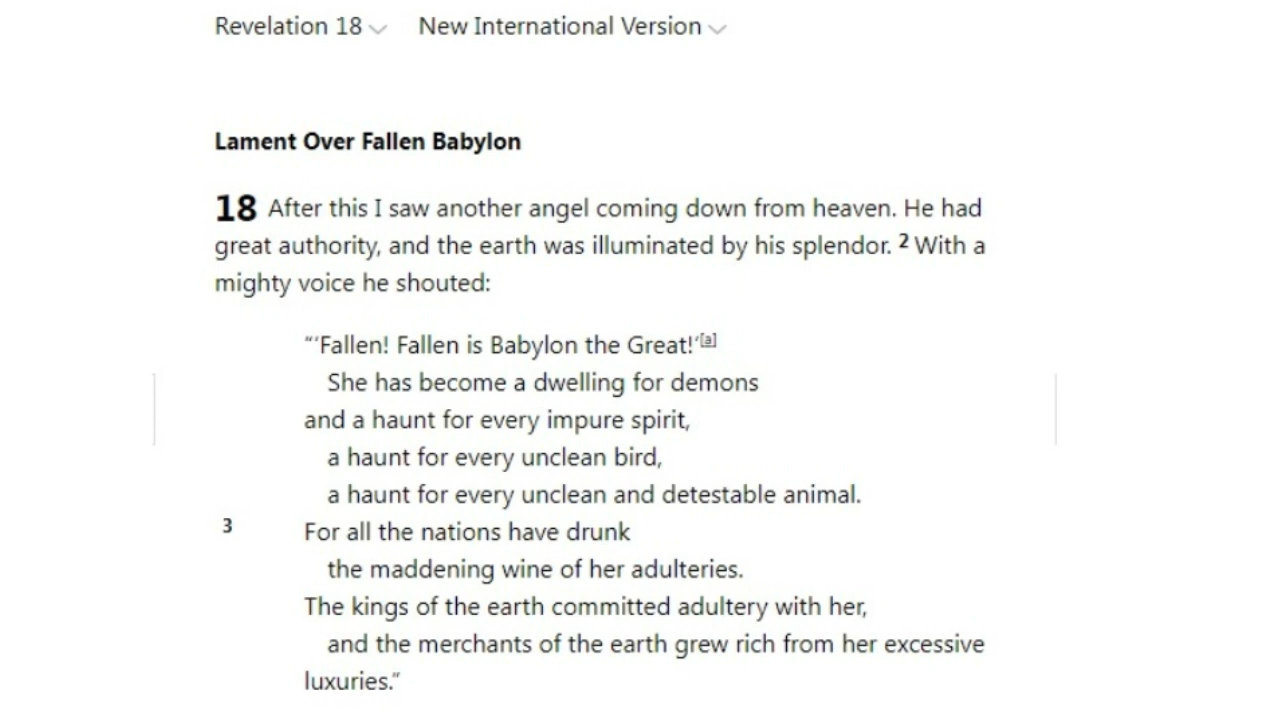 Revelation 18 New International Version
Lament Over Fallen Babylon
18 After this I saw another angel coming down from heaven. He had
great authority, and the earth was illuminated by his splendor. 2 With a
mighty voice he shouted:
“‘Fallen! Fallen is Babylon the Great!’[a]
She has become a dwelling for demons
and a haunt for every impure spirit,
a haunt for every unclean bird,
a haunt for every unclean and detestable animal.
3 For all the nations have drunk
the maddening wine of her adulteries.
The kings of the earth committed adultery with her,
and the merchants of the earth grew rich from her excessive
luxuries.”